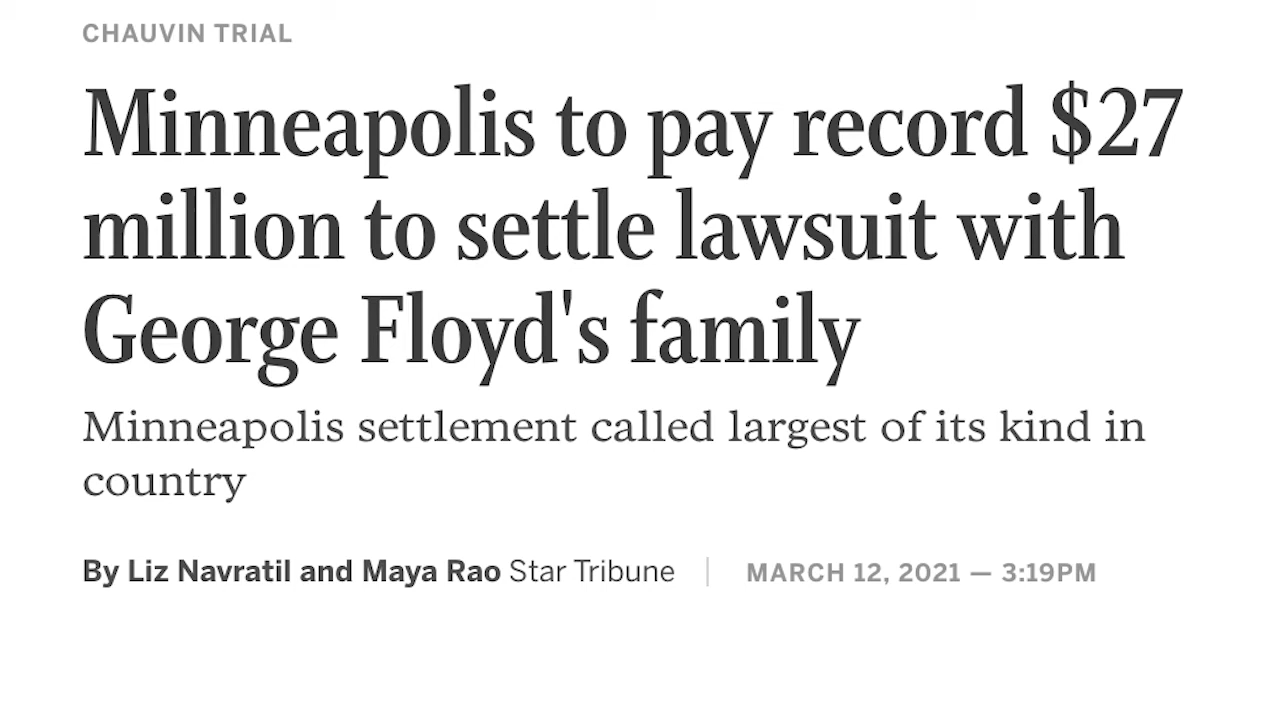 CHAUVIN TRIAL
Minneapolis to pay record $27
million to settle lawsuit with
George Floyd's family
Minneapolis settlement called largest of its kind in
country
By Liz Navratil and Maya Rao Star Tribune | MARCH 12, 2021 — 3:19PM